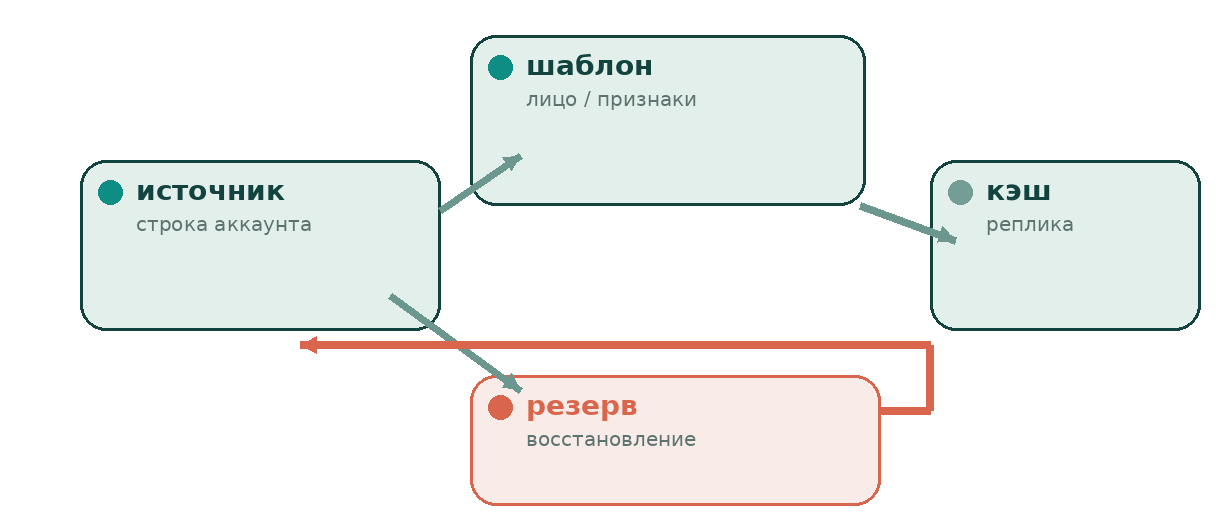 шаблон
лицо / признаки
источник
строка аккаунта
кэш
реплика
резерв
восстановление